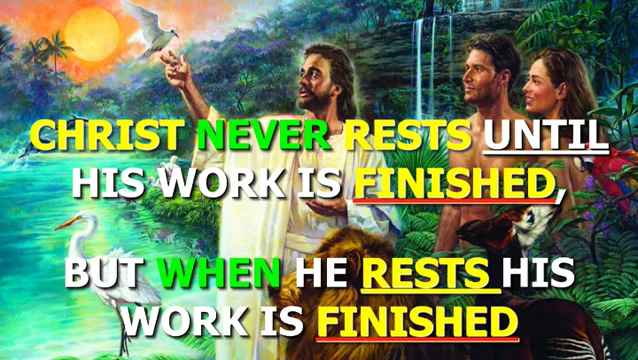 CHRIST NEVER RESTS UNTIL
HIS WORK IS FINISHED,
BUT WHEN HE RESTS HIS
WORK IS FINISHED